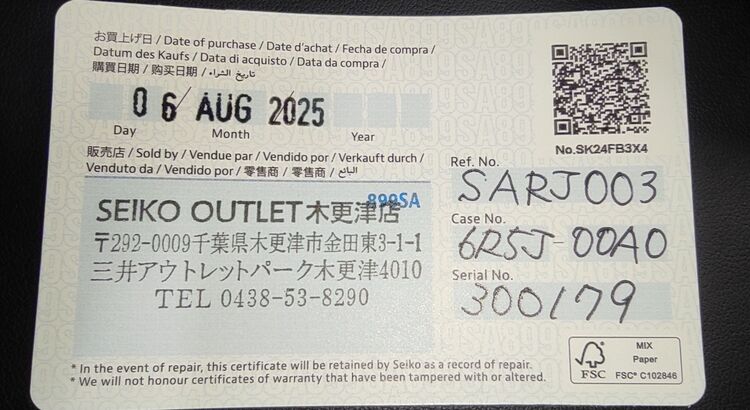 お買上げ日 / Date of purchase / Date d'achat / Fecha de compra /
Datum des Kaufs / Data di acquisto / Data da compra /
購買日期 / 购买日期 / تاريخ الشراء /
06 AUG 2025
Day Month Year
販売店 / Sold by / Vendue par / Vendido por / Verkauft durch /
Venduto da / Vendido por / 零售商 / 零售商 / البائع
899SA
SEIKO OUTLET木更津店
〒292-0009千葉県木更津市金田東3-1-1
三井アウトレットパーク木更津4010
TEL 0438-53-8290
No.SK24FB3X4
Ref. No.
SARJ003
Case No.
6R5J-00A0
Serial No.
300179
* In the event of repair, this certificate will be retained by Seiko as a record of repair.
* We will not honour certificates of warranty that have been tampered with or altered.
FSC
MIX
Paper
FSC® C102846